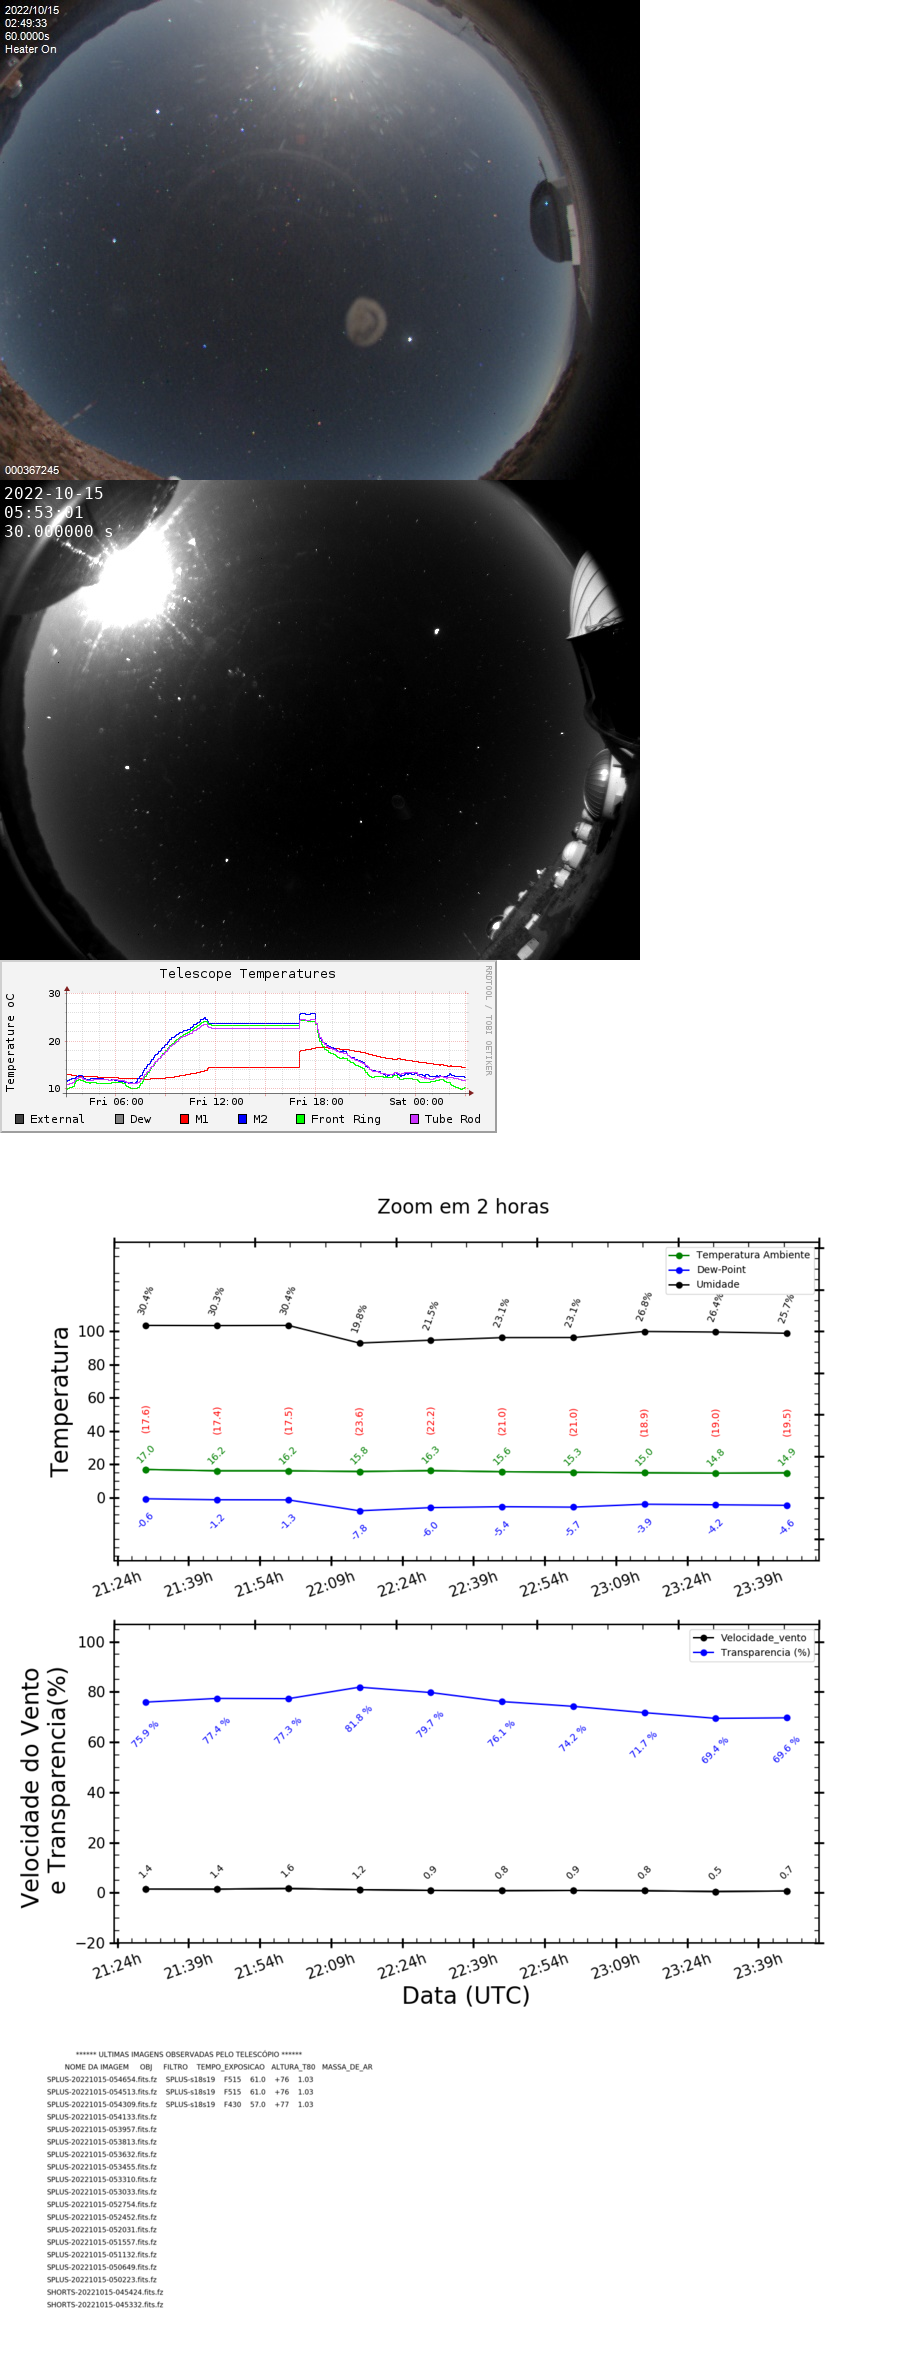 2022/10/15
02:49:33
60.0000s
Heater On
000367245
2022-10-15
05:53:01
30.000000 s
Telescope Temperatures
Temperature oC
30
20
10
Fri 06:00 Fri 12:00 Fri 18:00 Sat 00:00
External Dew M1 M2 Front Ring Tube Rod
RRDTOOL / TOBI OETIKER
Zoom em 2 horas
Temperatura Ambiente
Dew-Point
Umidade
Temperatura
100
80
60
40
20
0
30.4% 30.3% 30.4% 19.8% 21.5% 23.1% 23.1% 26.8% 26.4% 25.7%
(17.6) (17.4) (17.5) (23.6) (22.2) (21.0) (21.0) (18.9) (19.0) (19.5)
17.0 16.2 16.2 15.8 16.3 15.6 15.3 15.0 14.8 14.9
-0.6 -1.2 -1.3 -7.8 -6.0 -5.4 -5.7 -3.9 -4.2 -4.6
21:24h 21:39h 21:54h 22:09h 22:24h 22:39h 22:54h 23:09h 23:24h 23:39h
Velocidade_vento
Transparencia (%)
Velocidade do Vento
e Transparencia(%)
100
80
60
40
20
0
−20
75.9 % 77.4 % 77.3 % 81.8 % 79.7 % 76.1 % 74.2 % 71.7 % 69.4 % 69.6 %
1.4 1.4 1.6 1.2 0.9 0.8 0.9 0.8 0.5 0.7
21:24h 21:39h 21:54h 22:09h 22:24h 22:39h 22:54h 23:09h 23:24h 23:39h
Data (UTC)
****** ULTIMAS IMAGENS OBSERVADAS PELO TELESCÓPIO ******
NOME DA IMAGEM OBJ FILTRO TEMPO_EXPOSICAO ALTURA_T80 MASSA_DE_AR
SPLUS-20221015-054654.fits.fz SPLUS-s18s19 F515 61.0 +76 1.03
SPLUS-20221015-054513.fits.fz SPLUS-s18s19 F515 61.0 +76 1.03
SPLUS-20221015-054309.fits.fz SPLUS-s18s19 F430 57.0 +77 1.03
SPLUS-20221015-054133.fits.fz
SPLUS-20221015-053957.fits.fz
SPLUS-20221015-053813.fits.fz
SPLUS-20221015-053632.fits.fz
SPLUS-20221015-053455.fits.fz
SPLUS-20221015-053310.fits.fz
SPLUS-20221015-053033.fits.fz
SPLUS-20221015-052754.fits.fz
SPLUS-20221015-052452.fits.fz
SPLUS-20221015-052031.fits.fz
SPLUS-20221015-051557.fits.fz
SPLUS-20221015-051132.fits.fz
SPLUS-20221015-050649.fits.fz
SPLUS-20221015-050223.fits.fz
SHORTS-20221015-045424.fits.fz
SHORTS-20221015-045332.fits.fz